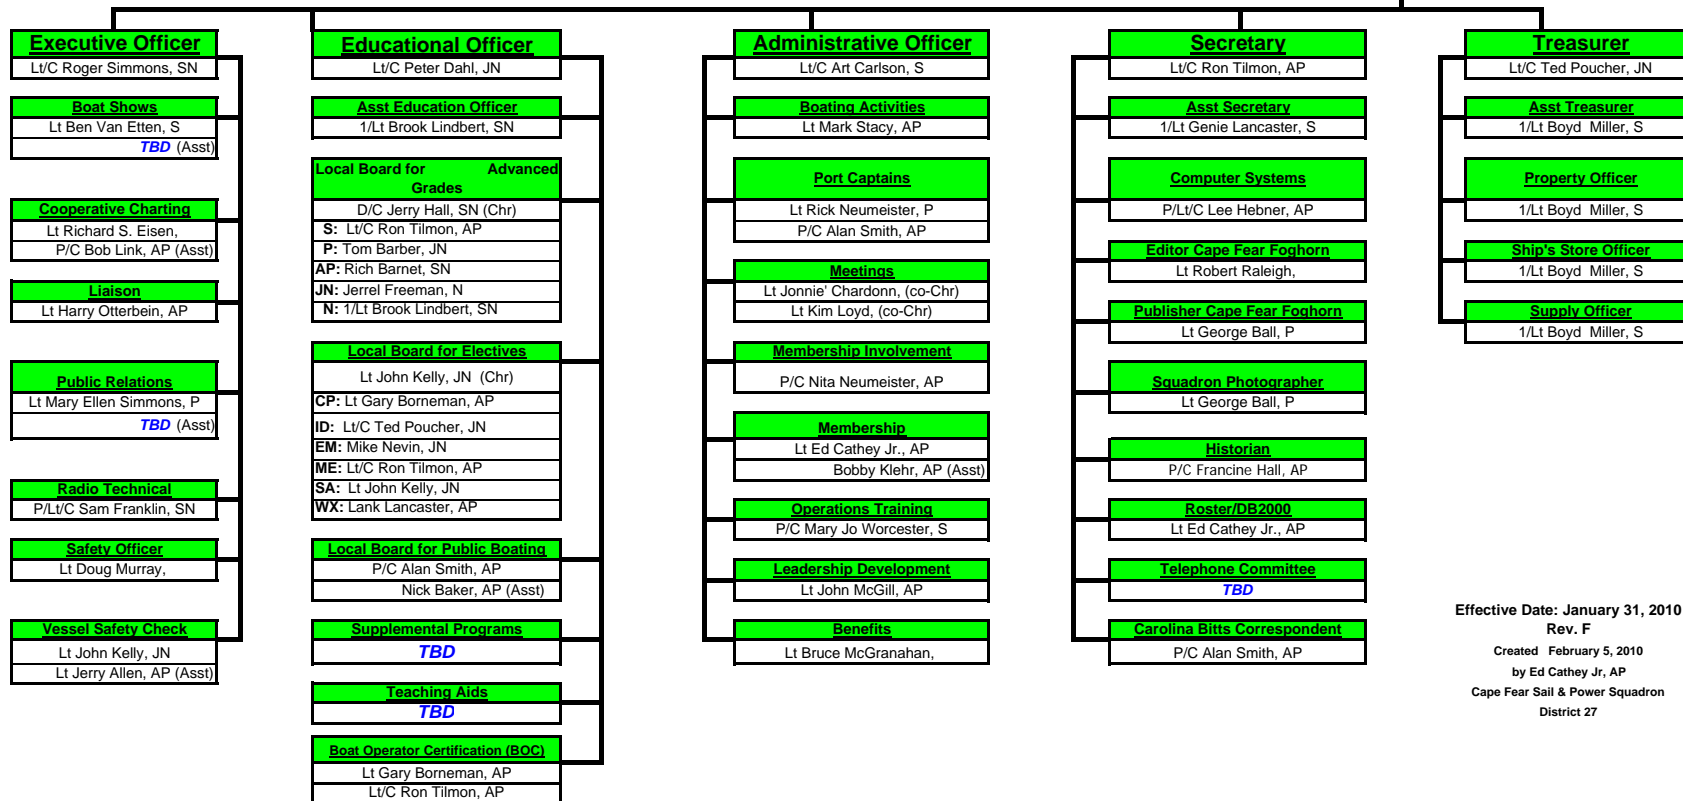 Executive Officer
Lt/C Roger Simmons, SN
Boat Shows
Lt Ben Van Etten, S
TBD (Asst)
Cooperative Charting
Lt Richard S. Eisen,
P/C Bob Link, AP (Asst)
Liaison
Lt Harry Otterbein, AP
Public Relations
Lt Mary Ellen Simmons, P
TBD (Asst)
Radio Technical
P/Lt/C Sam Franklin, SN
Safety Officer
Lt Doug Murray,
Vessel Safety Check
Lt John Kelly, JN
Lt Jerry Allen, AP (Asst)
Educational Officer
Lt/C Peter Dahl, JN
Asst Education Officer
1/Lt Brook Lindbert, SN
Local Board for Advanced
Grades
D/C Jerry Hall, SN (Chr)
S: Lt/C Ron Tilmon, AP
P: Tom Barber, JN
AP: Rich Barnet, SN
JN: Jerrel Freeman, N
N: 1/Lt Brook Lindbert, SN
Local Board for Electives
Lt John Kelly, JN (Chr)
CP: Lt Gary Borneman, AP
ID: Lt/C Ted Poucher, JN
EM: Mike Nevin, JN
ME: Lt/C Ron Tilmon, AP
SA: Lt John Kelly, JN
WX: Lank Lancaster, AP
Local Board for Public Boating
P/C Alan Smith, AP
Nick Baker, AP (Asst)
Supplemental Programs
TBD
Teaching Aids
TBD
Boat Operator Certification (BOC)
Lt Gary Borneman, AP
Lt/C Ron Tilmon, AP
Administrative Officer
Lt/C Art Carlson, S
Boating Activities
Lt Mark Stacy, AP
Port Captains
Lt Rick Neumeister, P
P/C Alan Smith, AP
Meetings
Lt Jonnie' Chardonn, (co-Chr)
Lt Kim Loyd, (co-Chr)
Membership Involvement
P/C Nita Neumeister, AP
Membership
Lt Ed Cathey Jr., AP
Bobby Klehr, AP (Asst)
Operations Training
P/C Mary Jo Worcester, S
Leadership Development
Lt John McGill, AP
Benefits
Lt Bruce McGranahan,
Secretary
Lt/C Ron Tilmon, AP
Asst Secretary
1/Lt Genie Lancaster, S
Computer Systems
P/Lt/C Lee Hebner, AP
Editor Cape Fear Foghorn
Lt Robert Raleigh,
Publisher Cape Fear Foghorn
Lt George Ball, P
Squadron Photographer
Lt George Ball, P
Historian
P/C Francine Hall, AP
Roster/DB2000
Lt Ed Cathey Jr., AP
Telephone Committee
TBD
Carolina Bitts Correspondent
P/C Alan Smith, AP
Treasurer
Lt/C Ted Poucher, JN
Asst Treasurer
1/Lt Boyd Miller, S
Property Officer
1/Lt Boyd Miller, S
Ship's Store Officer
1/Lt Boyd Miller, S
Supply Officer
1/Lt Boyd Miller, S
Effective Date: January 31, 2010
Rev. F
Created February 5, 2010
by Ed Cathey Jr, AP
Cape Fear Sail & Power Squadron
District 27